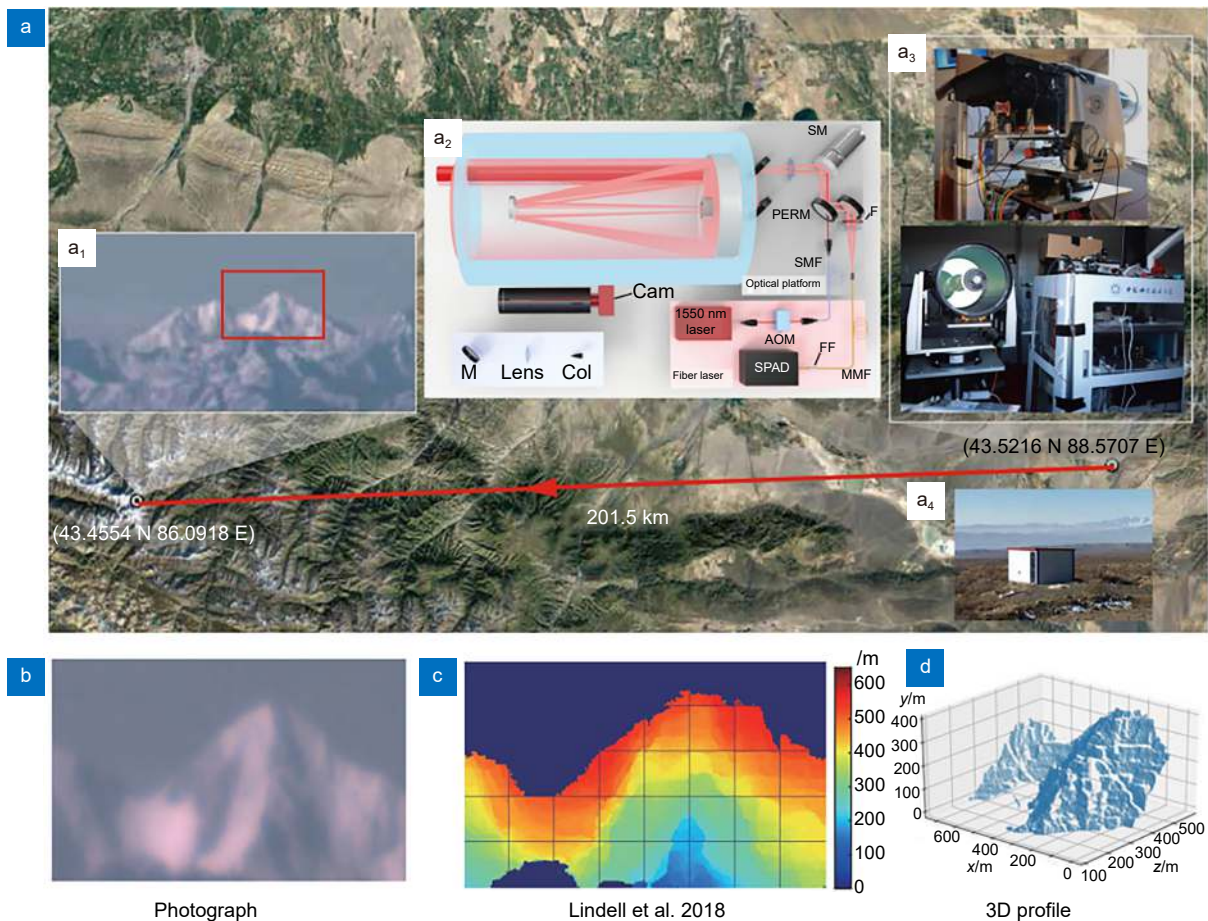 a
a3
a2
SM
PERM
F
SMF
Optical platform
a1
Cam
1550 nm
laser
AOM
M
Lens
Col
Fiber laser
SPAD
FF
MMF
(43.5216 N 88.5707 E)
201.5 km
(43.4554 N 86.0918 E)
a4
b
c
/m
600
500
400
300
200
100
0
d
y/m
400
300
200
100
0
600
400
200
0
x/m
100
200
300
400
500
z/m
Photograph
Lindell et al. 2018
3D profile